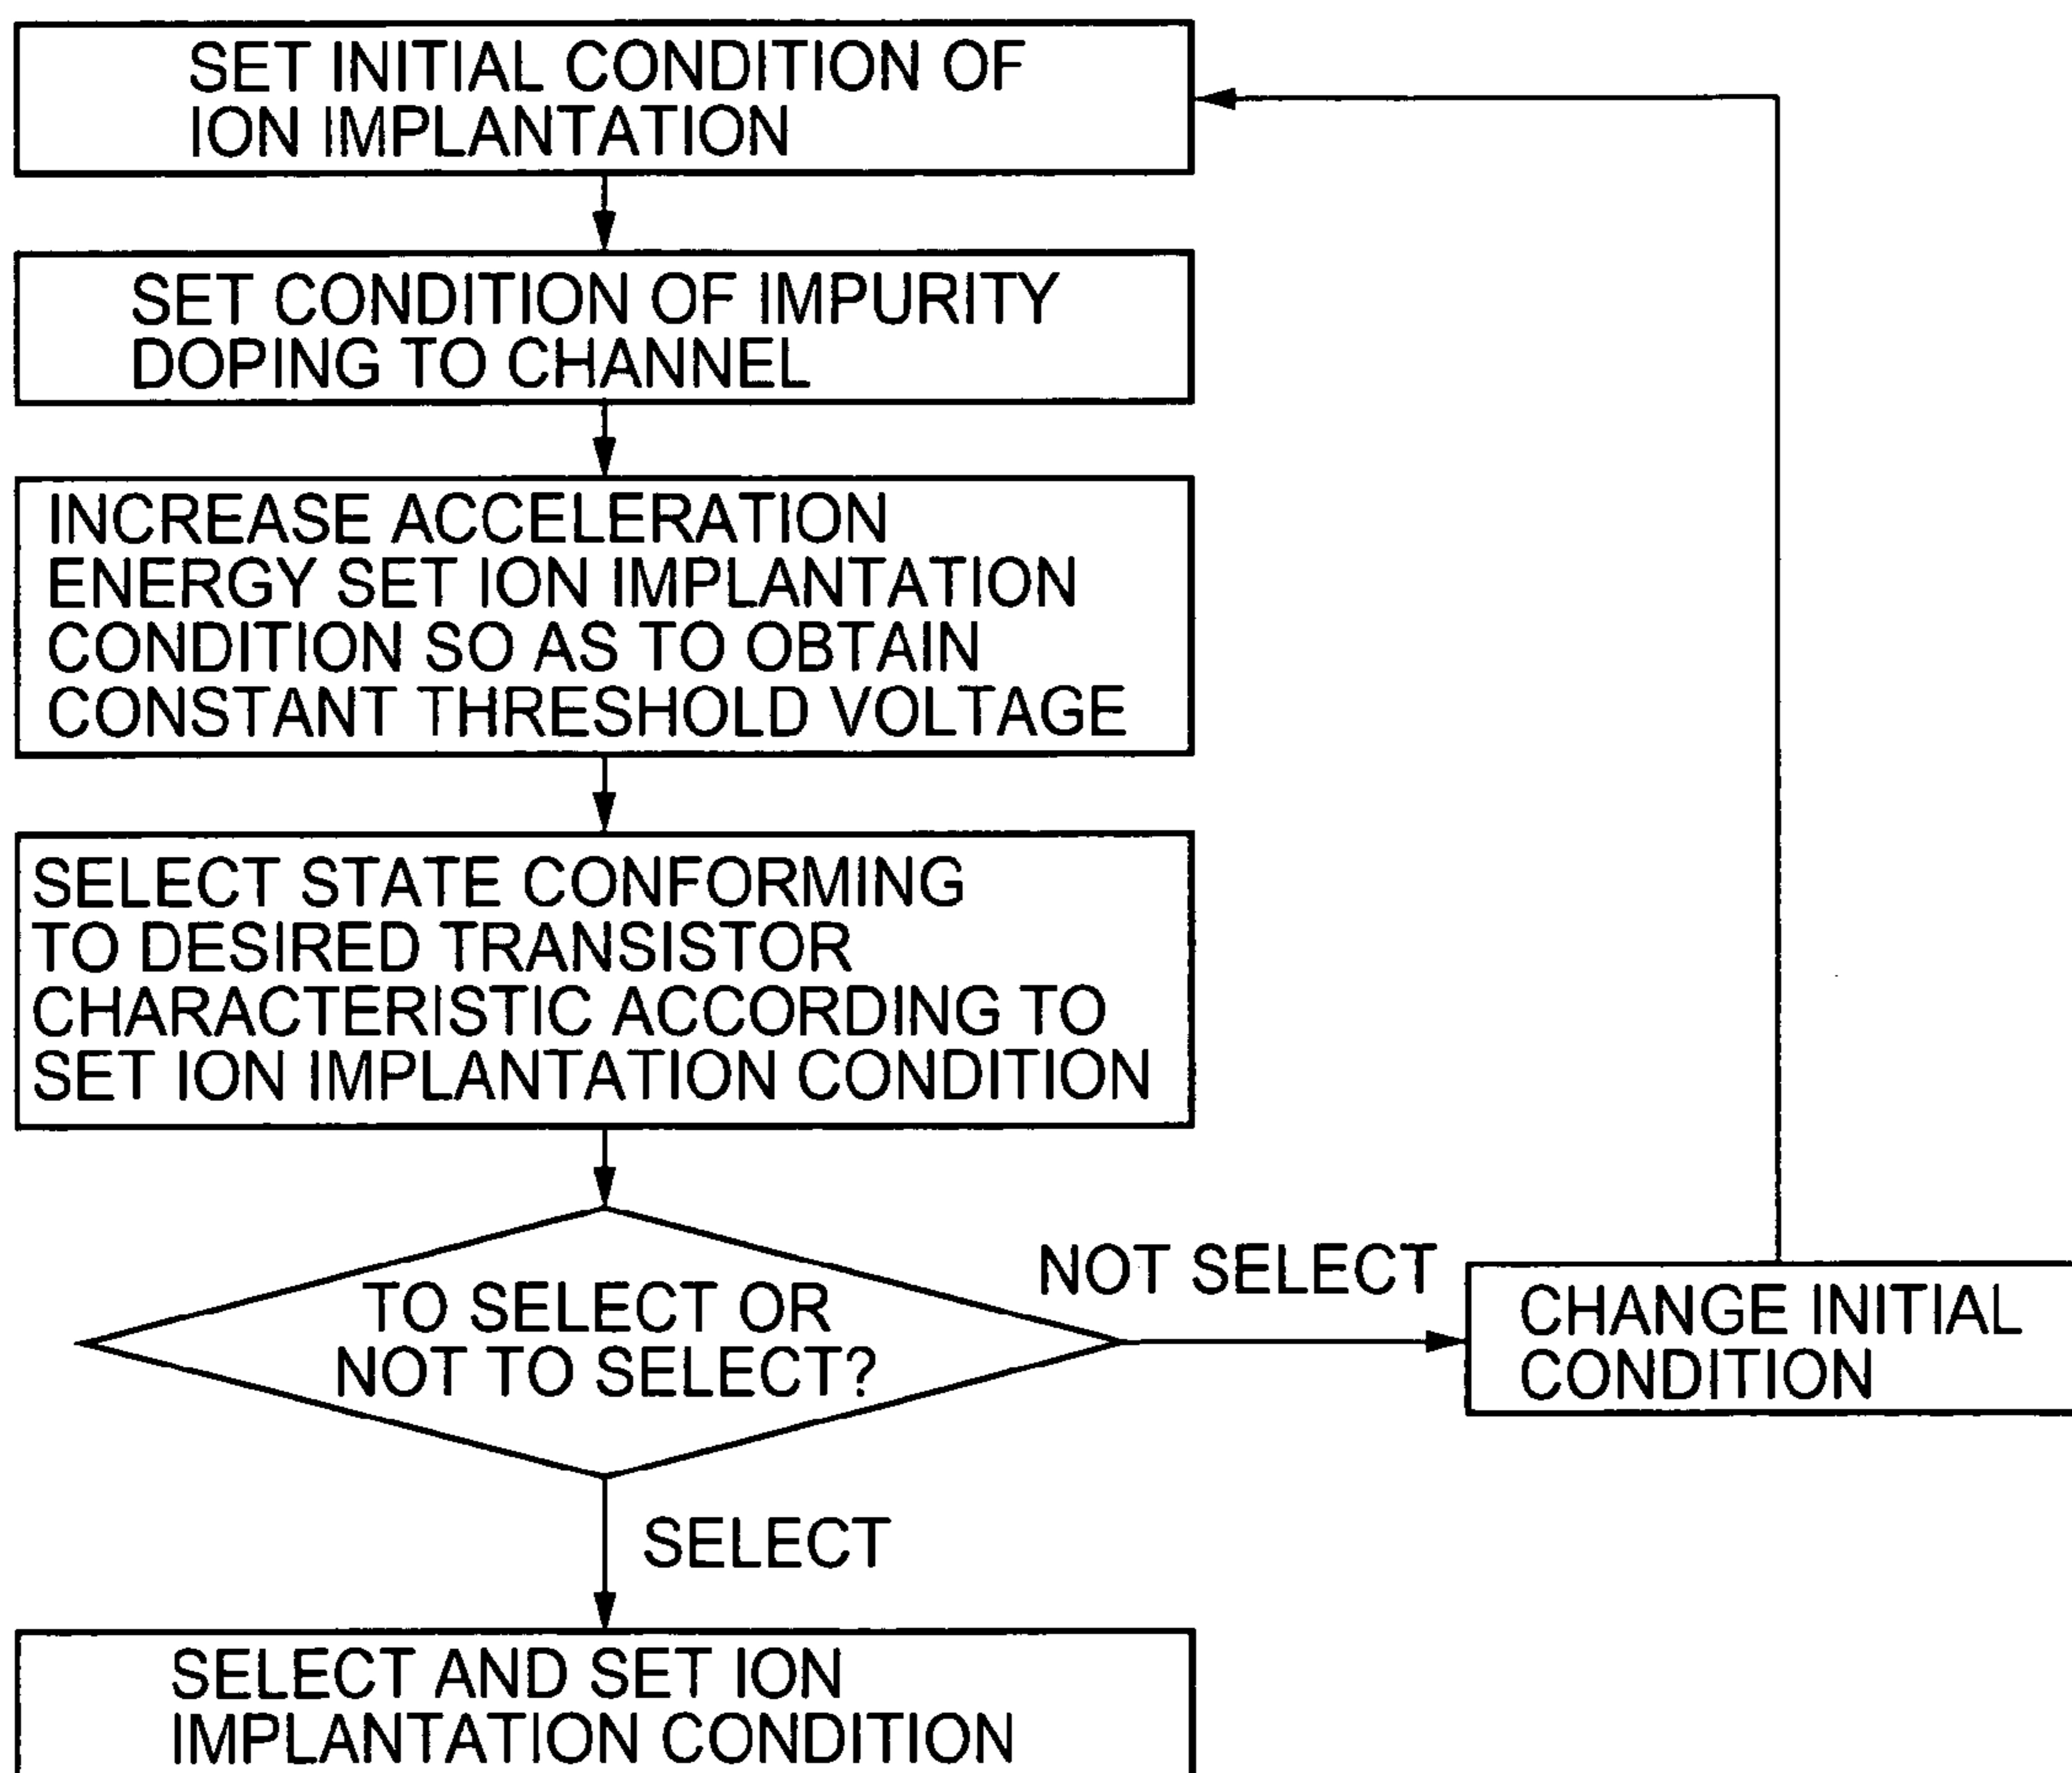 SET INITIAL CONDITION OF
ION IMPLANTATION
SET CONDITION OF IMPURITY
DOPING TO CHANNEL
INCREASE ACCELERATION
ENERGY SET ION IMPLANTATION
CONDITION SO AS TO OBTAIN
CONSTANT THRESHOLD VOLTAGE
SELECT STATE CONFORMING
TO DESIRED TRANSISTOR
CHARACTERISTIC ACCORDING TO
SET ION IMPLANTATION CONDITION
TO SELECT OR
NOT TO SELECT?
NOT SELECT
CHANGE INITIAL
CONDITION
SELECT
SELECT AND SET ION
IMPLANTATION CONDITION